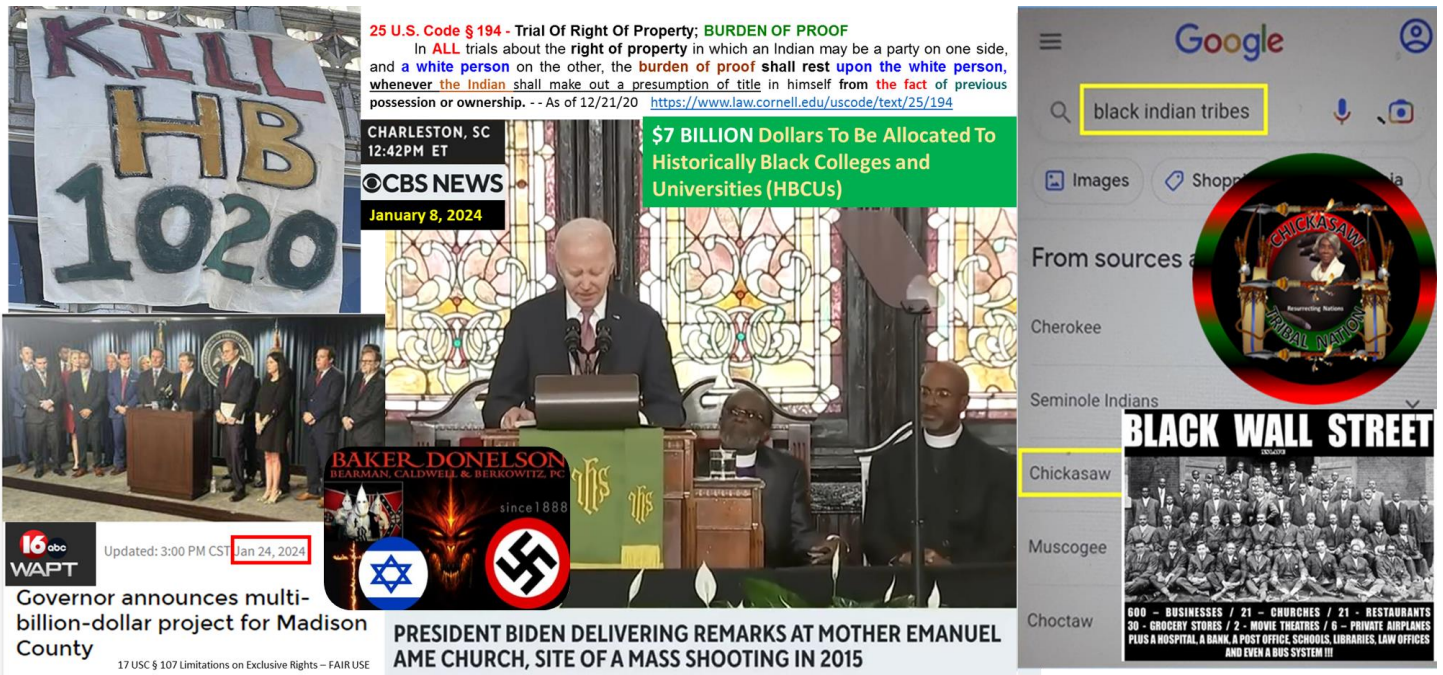 KILL
HB
1020
25 U.S. Code § 194 - Trial Of Right Of Property; BURDEN OF PROOF
In ALL trials about the right of property in which an Indian may be a party on one side,
and a white person on the other, the burden of proof shall rest upon the white person,
whenever the Indian shall make out a presumption of title in himself from the fact of previous
possession or ownership. - - As of 12/21/20 https://www.law.cornell.edu/uscode/text/25/194
CHARLESTON, SC
12:42PM ET
CBS NEWS
January 8, 2024
$7 BILLION Dollars To Be Allocated To
Historically Black Colleges and
Universities (HBCUs)
BAKER DONELSON
BEARMAN, CALDWELL & BERKOWITZ, PC
since1888
ihs
ihs
16 abc
WAPT
Updated: 3:00 PM CST Jan 24, 2024
Governor announces multi-
billion-dollar project for Madison
County
17 USC § 107 Limitations on Exclusive Rights – FAIR USE
PRESIDENT BIDEN DELIVERING REMARKS AT MOTHER EMANUEL
AME CHURCH, SITE OF A MASS SHOOTING IN 2015
Google
black indian tribes
Images
Shopp
ia
From sources a
Cherokee
Seminole Indians
Chickasaw
Muscogee
Choctaw
CHICKASAW
Resurrecting Nations
TRIBAL NATION
BLACK WALL STREET
600 – BUSINESSES / 21 – CHURCHES / 21 - RESTAURANTS
30 - GROCERY STORES / 2 - MOVIE THEATRES / 6 – PRIVATE AIRPLANES
PLUS A HOSPITAL, A BANK, A POST OFFICE, SCHOOLS, LIBRARIES, LAW OFFICES
AND EVEN A BUS SYSTEM !!!